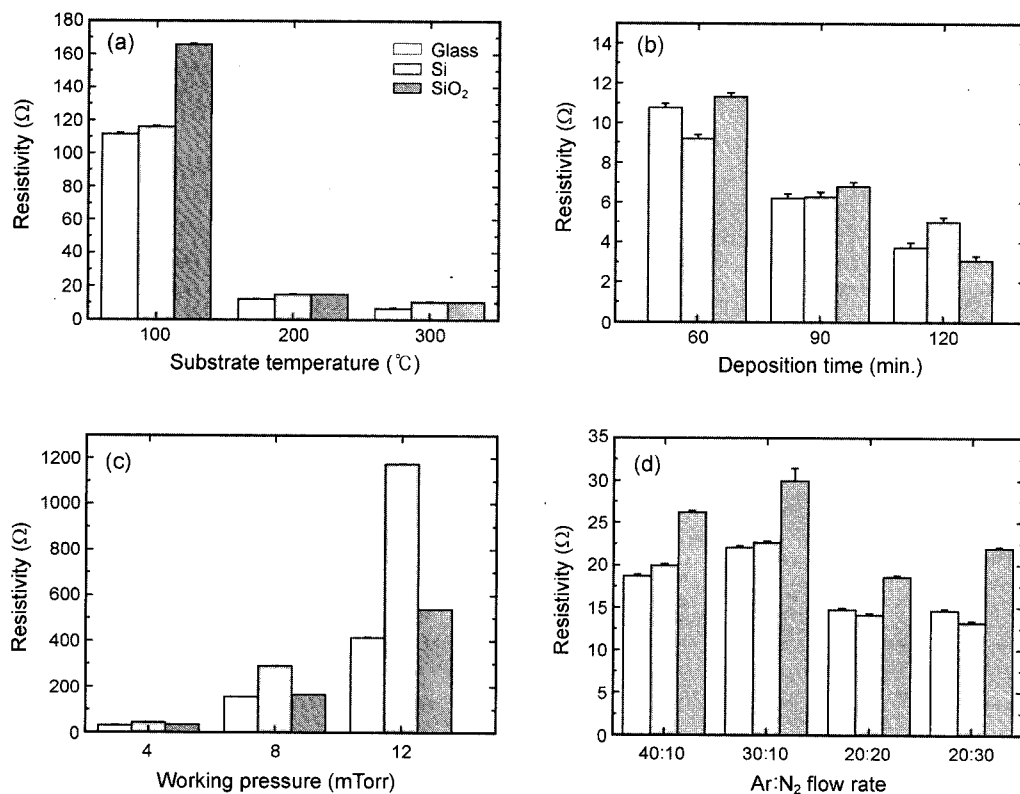 (a)
Glass
Si
SiO₂
Resistivity (Ω)
180
160
140
120
100
80
60
40
20
0
100 200 300
Substrate temperature (℃)
(b)
Resistivity (Ω)
14
12
10
8
6
4
2
0
60 90 120
Deposition time (min.)
(c)
Resistivity (Ω)
1200
1000
800
600
400
200
0
4 8 12
Working pressure (mTorr)
(d)
Resistivity (Ω)
35
30
25
20
15
10
5
0
40:10 30:10 20:20 20:30
Ar:N₂ flow rate